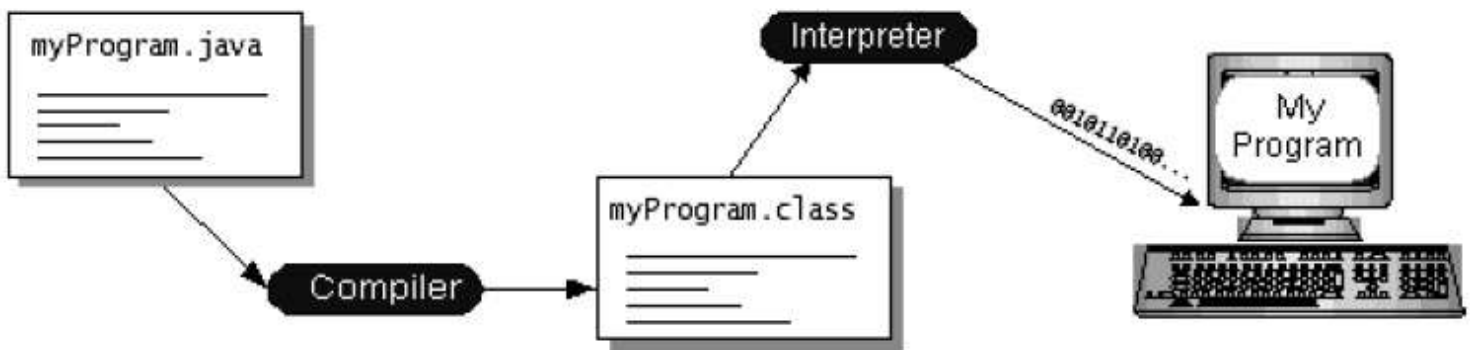 myProgram.java
Compiler
myProgram.class
Interpreter
0010110100...
My
Program